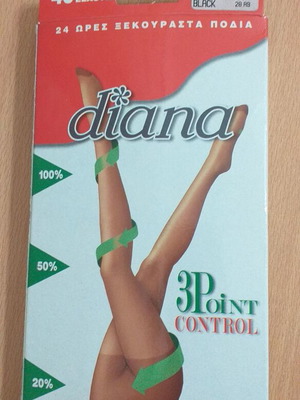 BLACK
24 ΩΡΕΣ ΞΕΚΟΥΡΑΣΤΑ ΠΟΔΙΑ
diana
100%
50%
3Point
CONTROL
20%